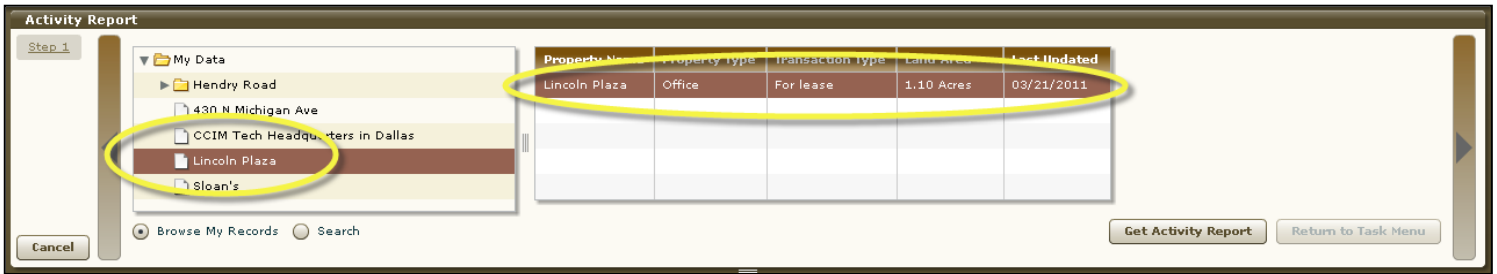 Activity Report
Step 1
My Data
Hendry Road
430 N Michigan Ave
CCIM Tech Headquarters in Dallas
Lincoln Plaza
Sloan's
Browse My Records
Search
Cancel
Property Name Property Type Transaction Type Land Area Last Updated
Lincoln Plaza Office For lease 1.10 Acres 03/21/2011
Get Activity Report
Return to Task Menu